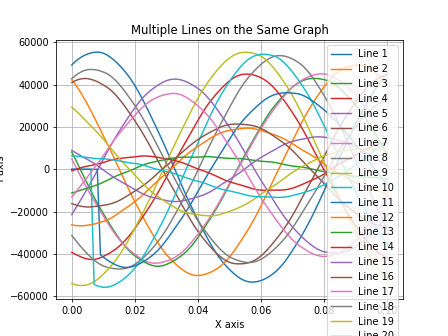 Multiple Lines on the Same Graph
60000
40000
20000
0
−20000
−40000
−60000
0.00
0.02
0.04
0.06
X axis
Line 1
Line 2
Line 3
Line 4
Line 5
Line 6
Line 7
Line 8
Line 9
Line 10
Line 11
Line 12
Line 13
Line 14
Line 15
Line 16
Line 17
Line 18
Line 19